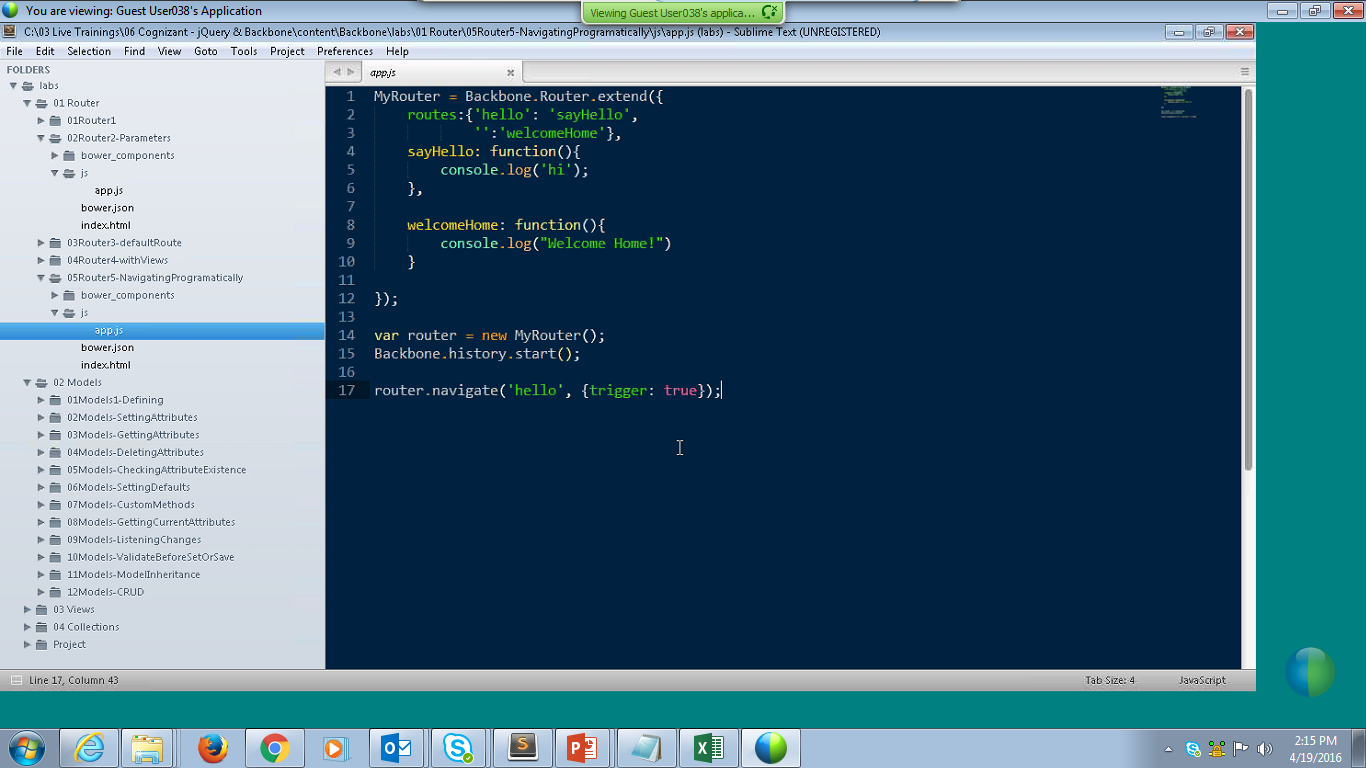 You are viewing: Guest User038's Application
Viewing Guest User038's applica...
C:\03 Live Trainings\06 Cognizant - jQuery & Backbone\content\Backbone\labs\01 Router\05Router5-NavigatingProgramatically\js\app.js (labs) - Sublime Text (UNREGISTERED)
File Edit Selection Find View Goto Tools Project Preferences Help
FOLDERS
labs
01 Router
01Router1
02Router2-Parameters
bower_components
js
app.js
bower.json
index.html
03Router3-defaultRoute
04Router4-withViews
05Router5-NavigatingProgramatically
bower_components
js
app.js
bower.json
index.html
02 Models
01Models1-Defining
02Models-SettingAttributes
03Models-GettingAttributes
04Models-DeletingAttributes
05Models-CheckingAttributeExistence
06Models-SettingDefaults
07Models-CustomMethods
08Models-GettingCurrentAttributes
09Models-ListeningChanges
10Models-ValidateBeforeSetOrSave
11Models-ModelInheritance
12Models-CRUD
03 Views
04 Collections
Project
app.js
1 MyRouter = Backbone.Router.extend({
2 routes:{'hello': 'sayHello',
3 '':'welcomeHome'},
4 sayHello: function(){
5 console.log('hi');
6 },
7
8 welcomeHome: function(){
9 console.log("Welcome Home!")
10 }
11
12 });
13
14 var router = new MyRouter();
15 Backbone.history.start();
16
17 router.navigate('hello', {trigger: true});
Line 17, Column 43
Tab Size: 4
JavaScript
2:15 PM
4/19/2016